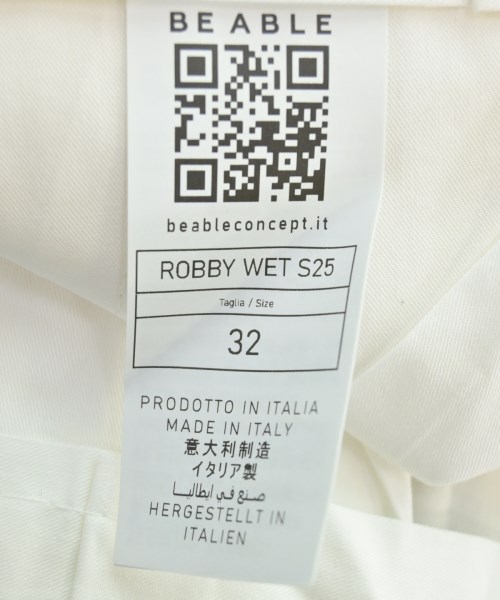 BE ABLE
beableconcept.it
ROBBY WET S25
Taglia / Size
32
PRODOTTO IN ITALIA
MADE IN ITALY
意大利制造
イタリア製
صنع في ايطاليا
HERGESTELLT IN
ITALIEN